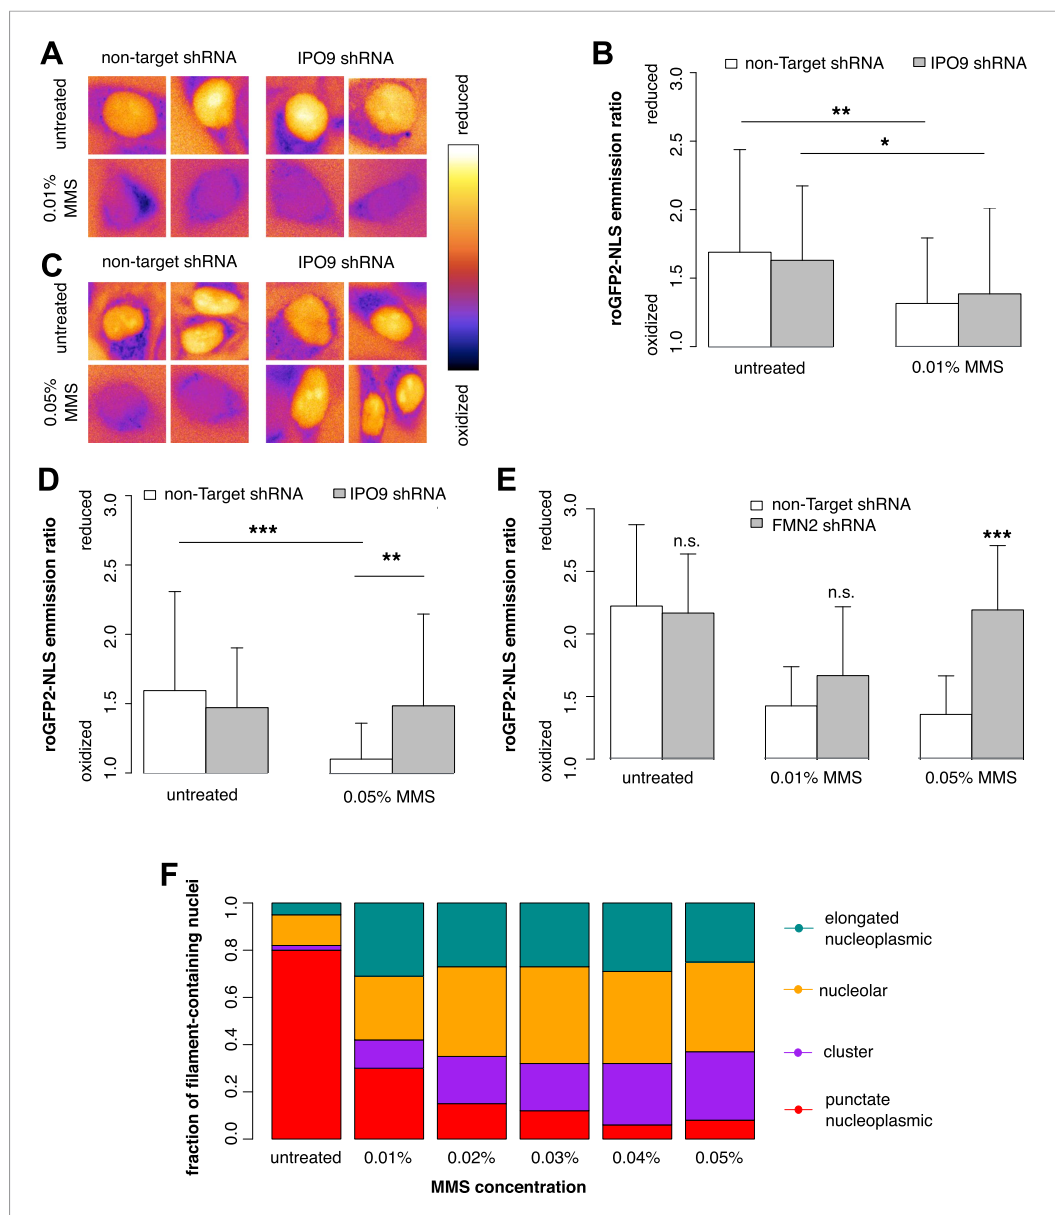 A
non-target shRNA
IPO9 shRNA
untreated
0.01%
MMS
reduced
oxidized
C
non-target shRNA
IPO9 shRNA
untreated
0.05%
MMS
B
non-Target shRNA
IPO9 shRNA
roGFP2-NLS emmission ratio
reduced
oxidized
3.0
2.5
2.0
1.5
1.0
**
*
untreated
0.01% MMS
D
non-Target shRNA
IPO9 shRNA
roGFP2-NLS emmission ratio
reduced
oxidized
3.0
2.5
2.0
1.5
1.0
***
**
untreated
0.05% MMS
E
non-Target shRNA
FMN2 shRNA
roGFP2-NLS emmission ratio
reduced
oxidized
3.0
2.5
2.0
1.5
1.0
n.s.
n.s.
***
untreated
0.01% MMS
0.05% MMS
F
fraction of filament-containing nuclei
1.0
0.8
0.6
0.4
0.2
0.0
untreated
0.01%
0.02%
0.03%
0.04%
0.05%
MMS concentration
elongated
nucleoplasmic
nucleolar
cluster
punctate
nucleoplasmic